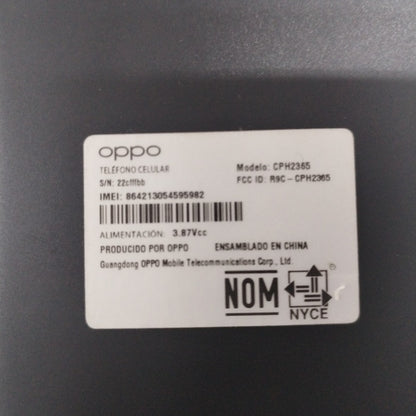 oppo
TELÉFONO CELULAR
S/N: 22cfffbb
IMEI: 864213054595982
Modelo: CPH2365
FCC ID: R9C-CPH2365
ALIMENTACIÓN: 3.87Vcc
PRODUCIDO POR OPPO ENSAMBLADO EN CHINA
Guangdong OPPO Mobile Telecommunications Corp., Ltd.
NOM
NYCE